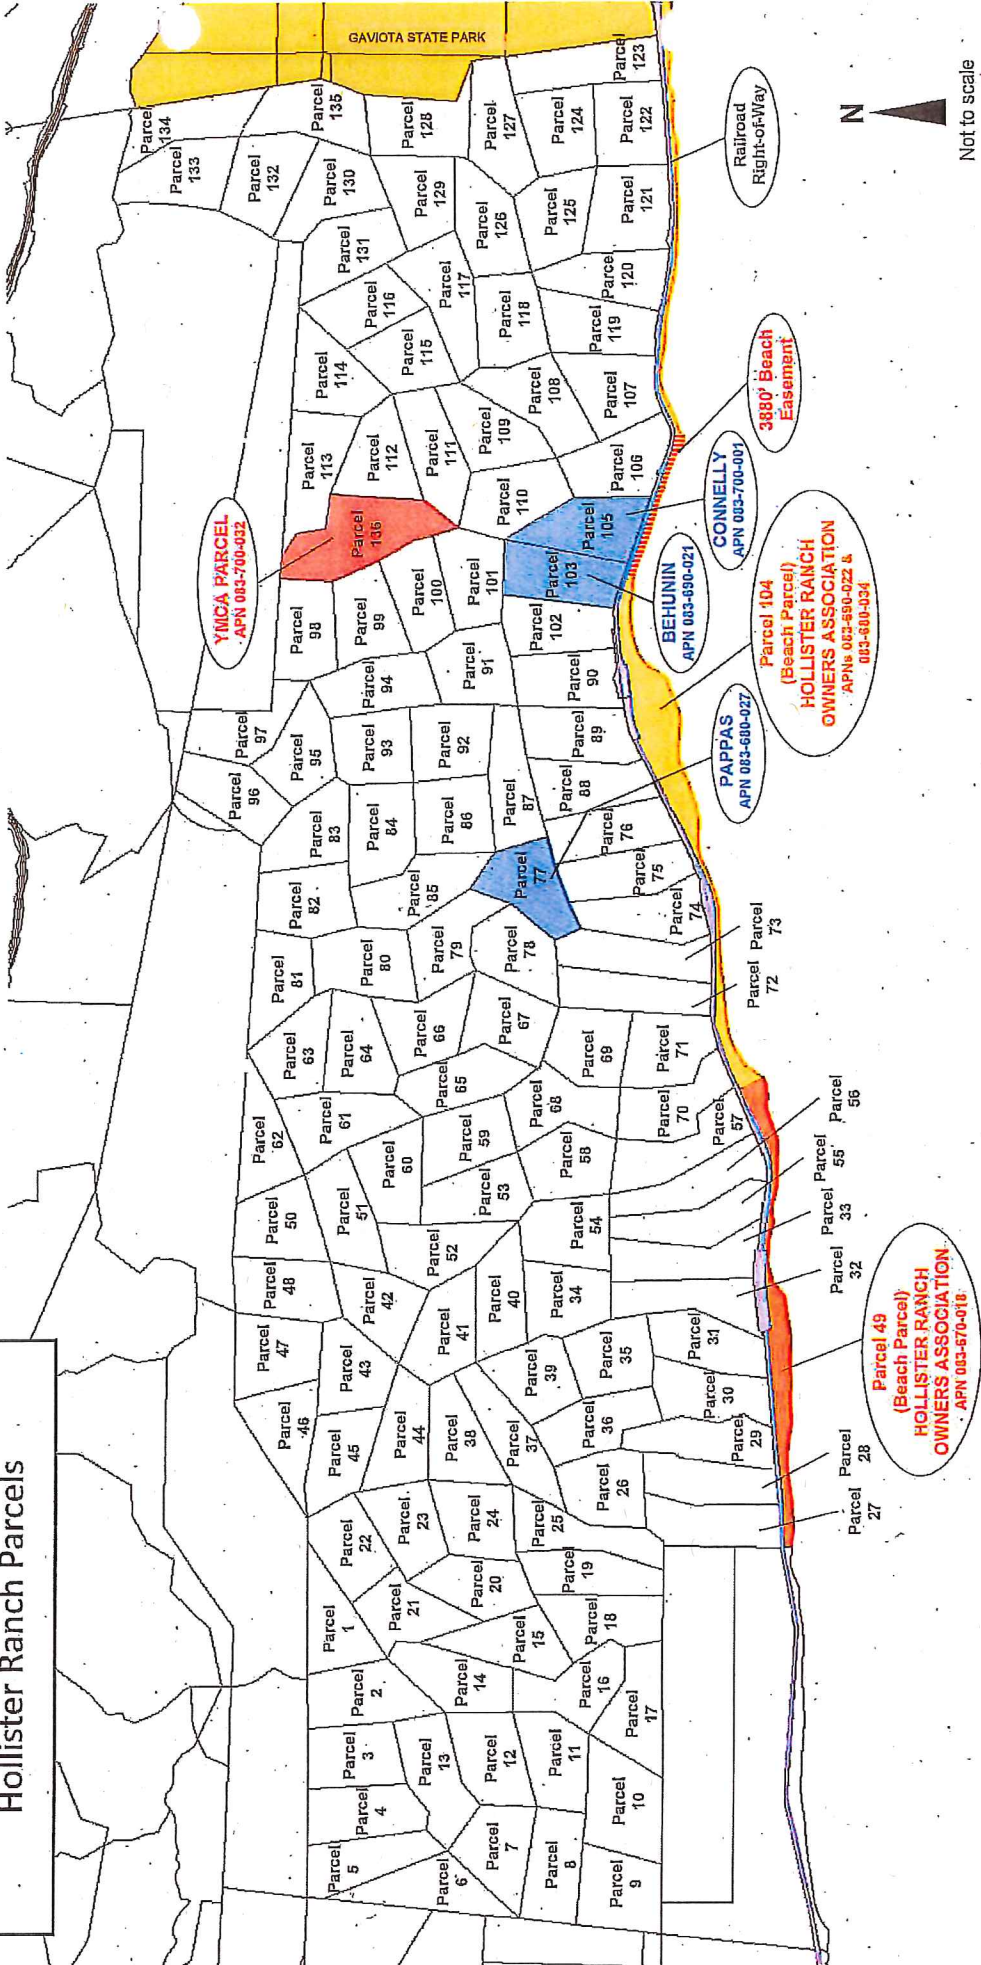 Hollister Ranch Parcels
GAVIOTA STATE PARK
Parcel
1
Parcel
2
Parcel
3
Parcel
4
Parcel
5
Parcel
6
Parcel
7
Parcel
8
Parcel
9
Parcel
10
Parcel
11
Parcel
12
Parcel
13
Parcel
14
Parcel
15
Parcel
16
Parcel
17
Parcel
18
Parcel
19
Parcel
20
Parcel
21
Parcel
22
Parcel
23
Parcel
24
Parcel
25
Parcel
26
Parcel
27
Parcel
28
Parcel
29
Parcel
30
Parcel
31
Parcel
32
Parcel
33
Parcel
34
Parcel
35
Parcel
36
Parcel
37
Parcel
38
Parcel
39
Parcel
40
Parcel
41
Parcel
42
Parcel
43
Parcel
44
Parcel
45
Parcel
46
Parcel
47
Parcel
48
Parcel
50
Parcel
51
Parcel
52
Parcel
53
Parcel
54
Parcel
55
Parcel
56
Parcel
57
Parcel
58
Parcel
59
Parcel
60
Parcel
61
Parcel
62
Parcel
63
Parcel
64
Parcel
65
Parcel
66
Parcel
67
Parcel
68
Parcel
69
Parcel
70
Parcel
71
Parcel
72
Parcel
73
Parcel
74
Parcel
75
Parcel
76
Parcel
77
Parcel
78
Parcel
79
Parcel
80
Parcel
81
Parcel
82
Parcel
83
Parcel
84
Parcel
85
Parcel
86
Parcel
87
Parcel
88
Parcel
89
Parcel
90
Parcel
91
Parcel
92
Parcel
93
Parcel
94
Parcel
95
Parcel
96
Parcel
97
Parcel
98
Parcel
99
Parcel
100
Parcel
101
Parcel
102
Parcel
103
Parcel
105
Parcel
106
Parcel
107
Parcel
108
Parcel
109
Parcel
110
Parcel
111
Parcel
112
Parcel
113
Parcel
114
Parcel
115
Parcel
116
Parcel
117
Parcel
118
Parcel
119
Parcel
120
Parcel
121
Parcel
122
Parcel
123
Parcel
124
Parcel
125
Parcel
126
Parcel
127
Parcel
128
Parcel
129
Parcel
130
Parcel
131
Parcel
132
Parcel
133
Parcel
134
Parcel
135
Parcel
136
YMCA PARCEL
APN 083-700-032
Parcel 49
(Beach Parcel)
HOLLISTER RANCH
OWNERS ASSOCIATION
APN 083-670-018
PAPPAS
APN 083-680-027
Parcel 104
(Beach Parcel)
HOLLISTER RANCH
OWNERS ASSOCIATION
APNs 083-690-022 &
083-680-034
BEHUNIN
APN 083-690-021
CONNELLY
APN 083-700-001
3880' Beach
Easement
Railroad
Right-of-Way
N
Not to scale